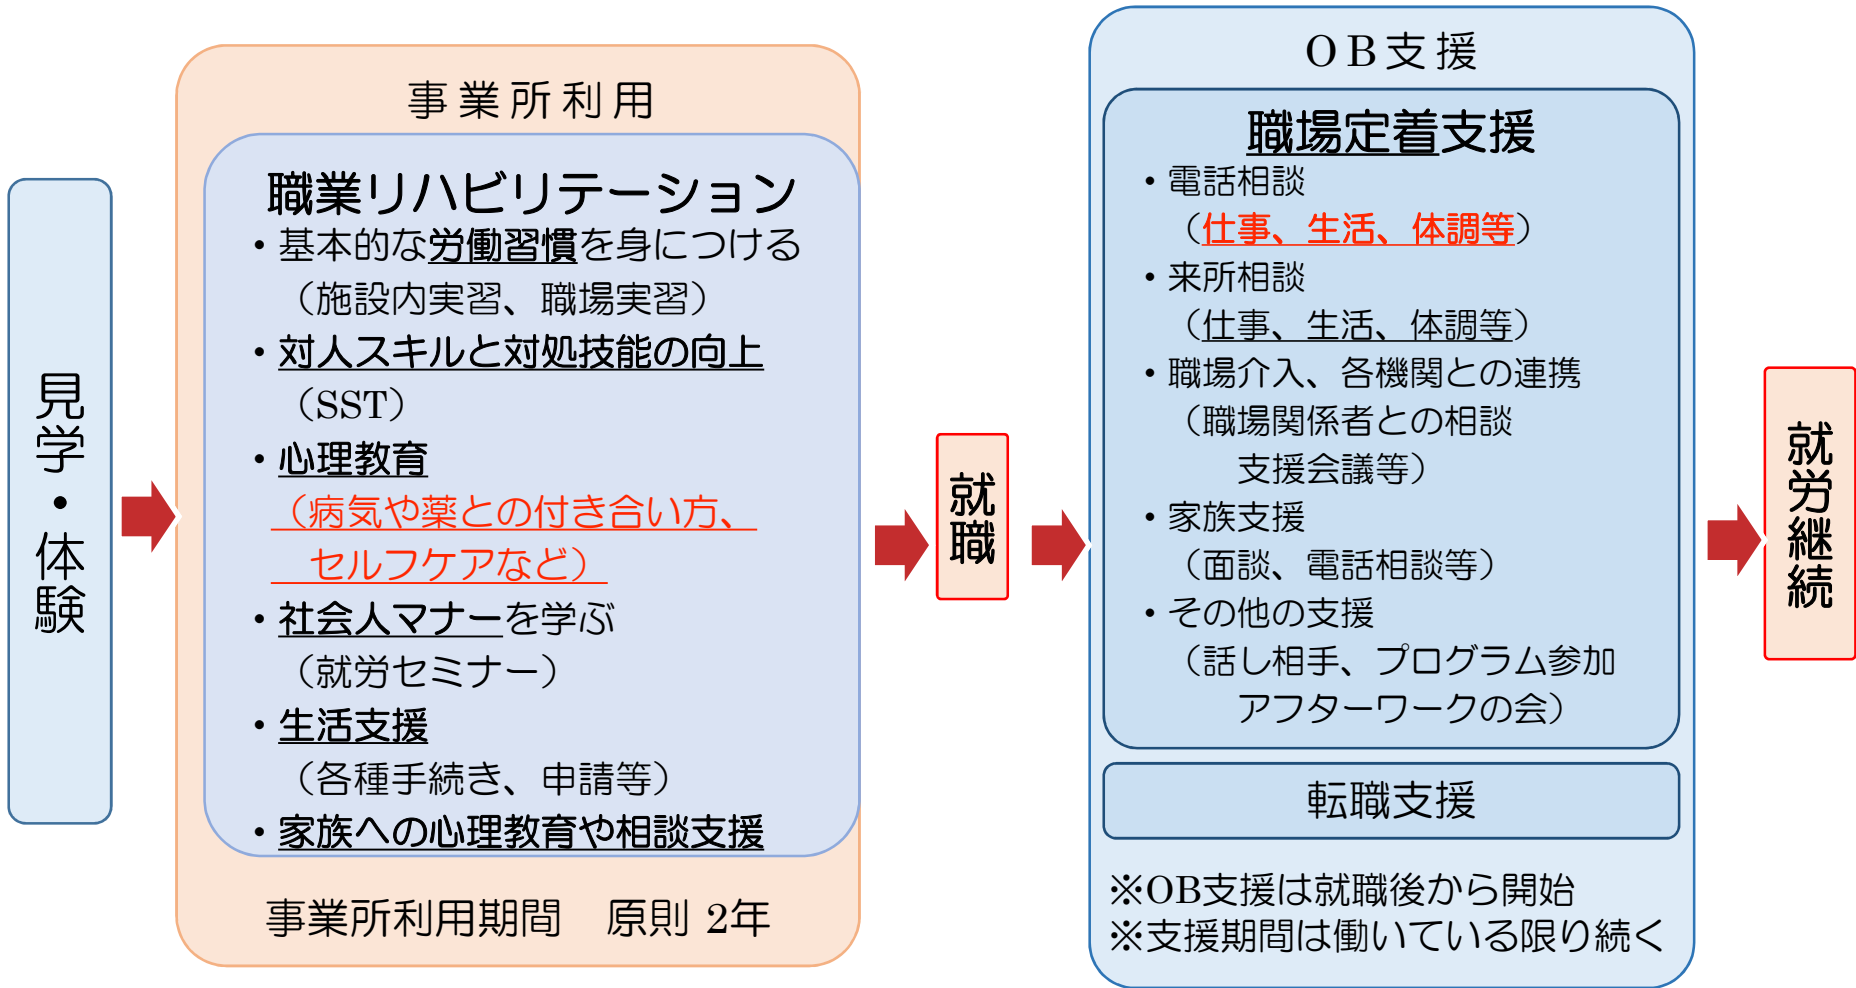 見学・体験
事業所利用
職業リハビリテーション
・基本的な労働習慣を身につける
（施設内実習、職場実習）
・対人スキルと対処技能の向上
（SST）
・心理教育
（病気や薬との付き合い方、
セルフケアなど）
・社会人マナーを学ぶ
（就労セミナー）
・生活支援
（各種手続き、申請等）
・家族への心理教育や相談支援
事業所利用期間　原則 2年
就職
OB支援
職場定着支援
・電話相談
（仕事、生活、体調等）
・来所相談
（仕事、生活、体調等）
・職場介入、各機関との連携
（職場関係者との相談
支援会議等）
・家族支援
（面談、電話相談等）
・その他の支援
（話し相手、プログラム参加
アフターワークの会）
転職支援
※OB支援は就職後から開始
※支援期間は働いている限り続く
就労継続